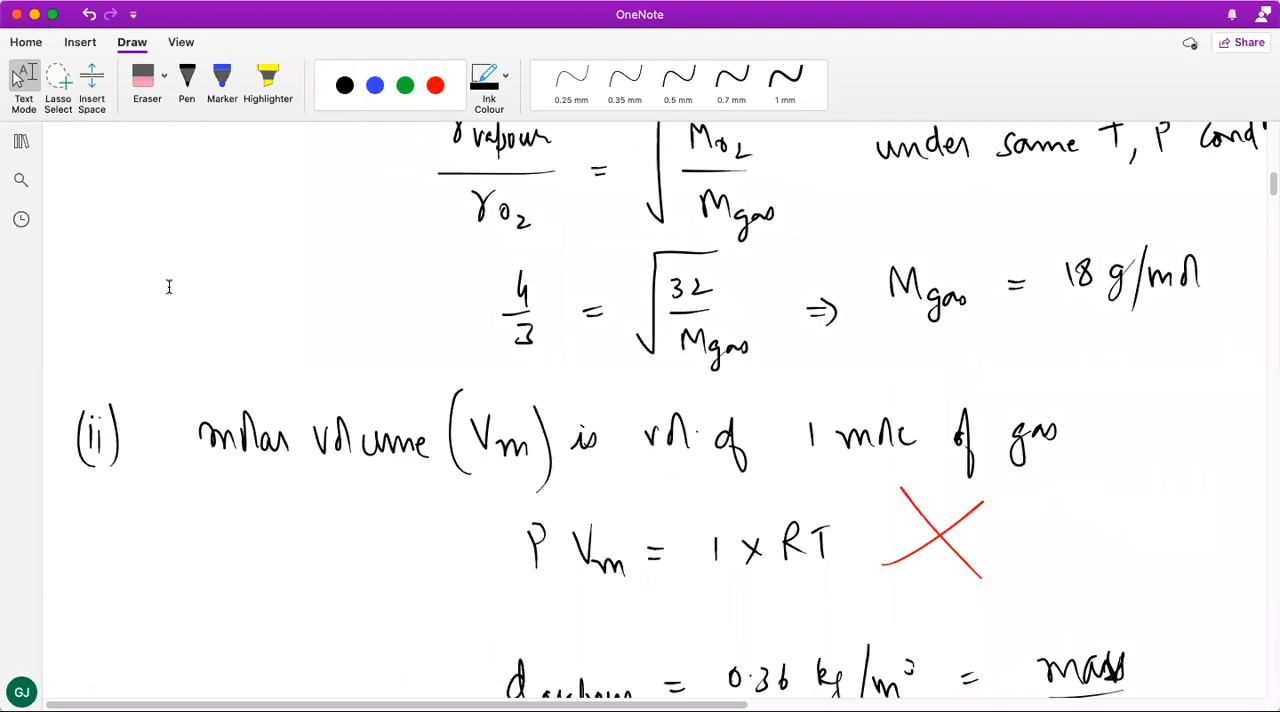 OneNote
Home Insert Draw View
Share
Text Mode
Lasso Select
Insert Space
Eraser
Pen
Marker
Highlighter
Ink Colour
0.25 mm 0.35 mm 0.5 mm 0.7 mm 1 mm
r vapour / r O2 = √ M O2 / M gas under same T, P cond
4/3 = √ 32 / M gas ⇒ M gas = 18 g/mol
(ii) molar volume (Vm) is vol. of 1 mole of gas
P Vm = 1 × RT
d = 0.36 kg/m³ = mass
GJ